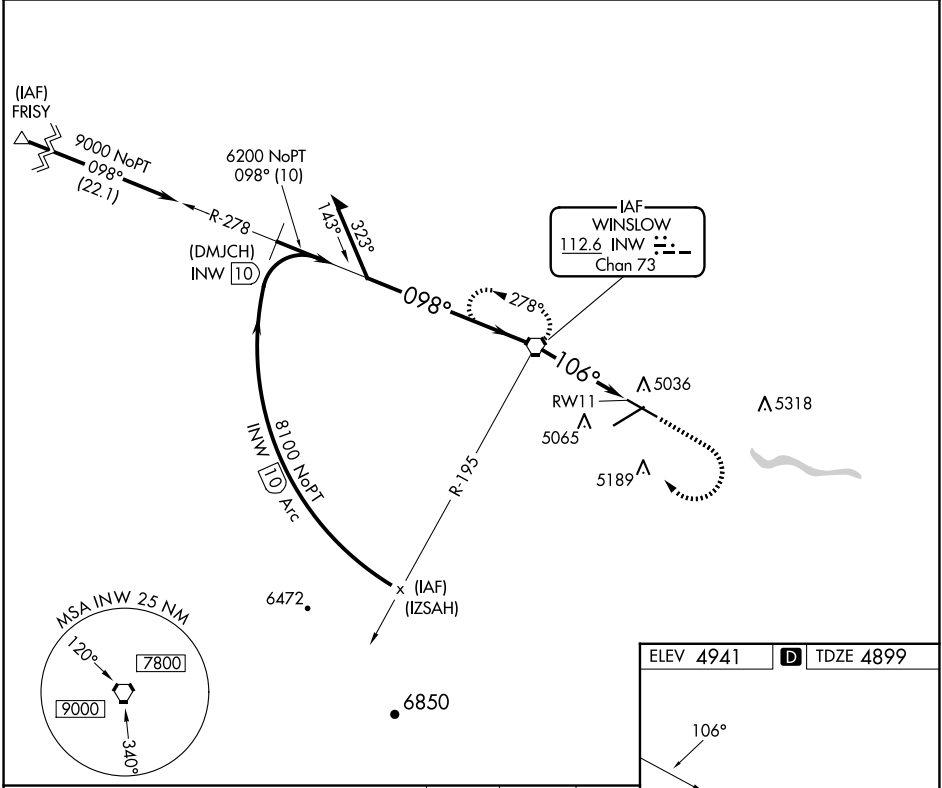 (IAF)
FRISY
9000 NoPT
098°
(22.1)
6200 NoPT
098° (10)
R-278
(DMJCH)
INW 10
143°
323°
IAF
WINSLOW
112.6 INW
Chan 73
098°
278°
106°
RW11
5036
5318
5065
5189
8100 NoPT
INW 10 Arc
R-195
(IAF)
(IZSAH)
6472
6850
MSA INW 25 NM
120°
7800
9000
340°
ELEV 4941 D TDZE 4899
106°